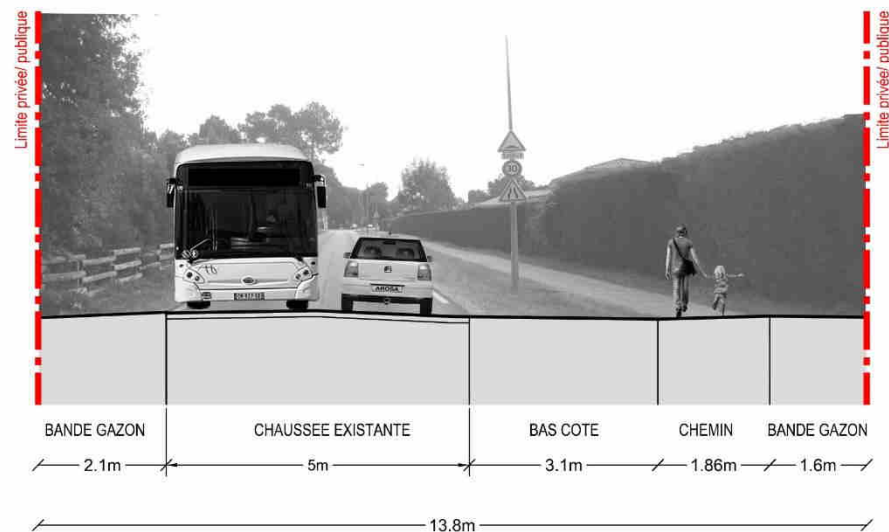 Limite privée/ publique
Limite privée/ publique
30
AROSA
BANDE GAZON
CHAUSSEE EXISTANTE
BAS COTE
CHEMIN
BANDE GAZON
2.1m
5m
3.1m
1.86m
1.6m
13.8m